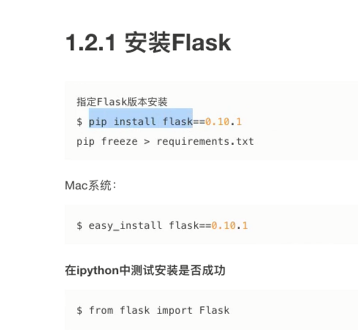 1.2.1 安装Flask
指定Flask版本安装
$ pip install flask==0.10.1
pip freeze > requirements.txt
Mac系统：
$ easy_install flask==0.10.1
在ipython中测试安装是否成功
$ from flask import Flask